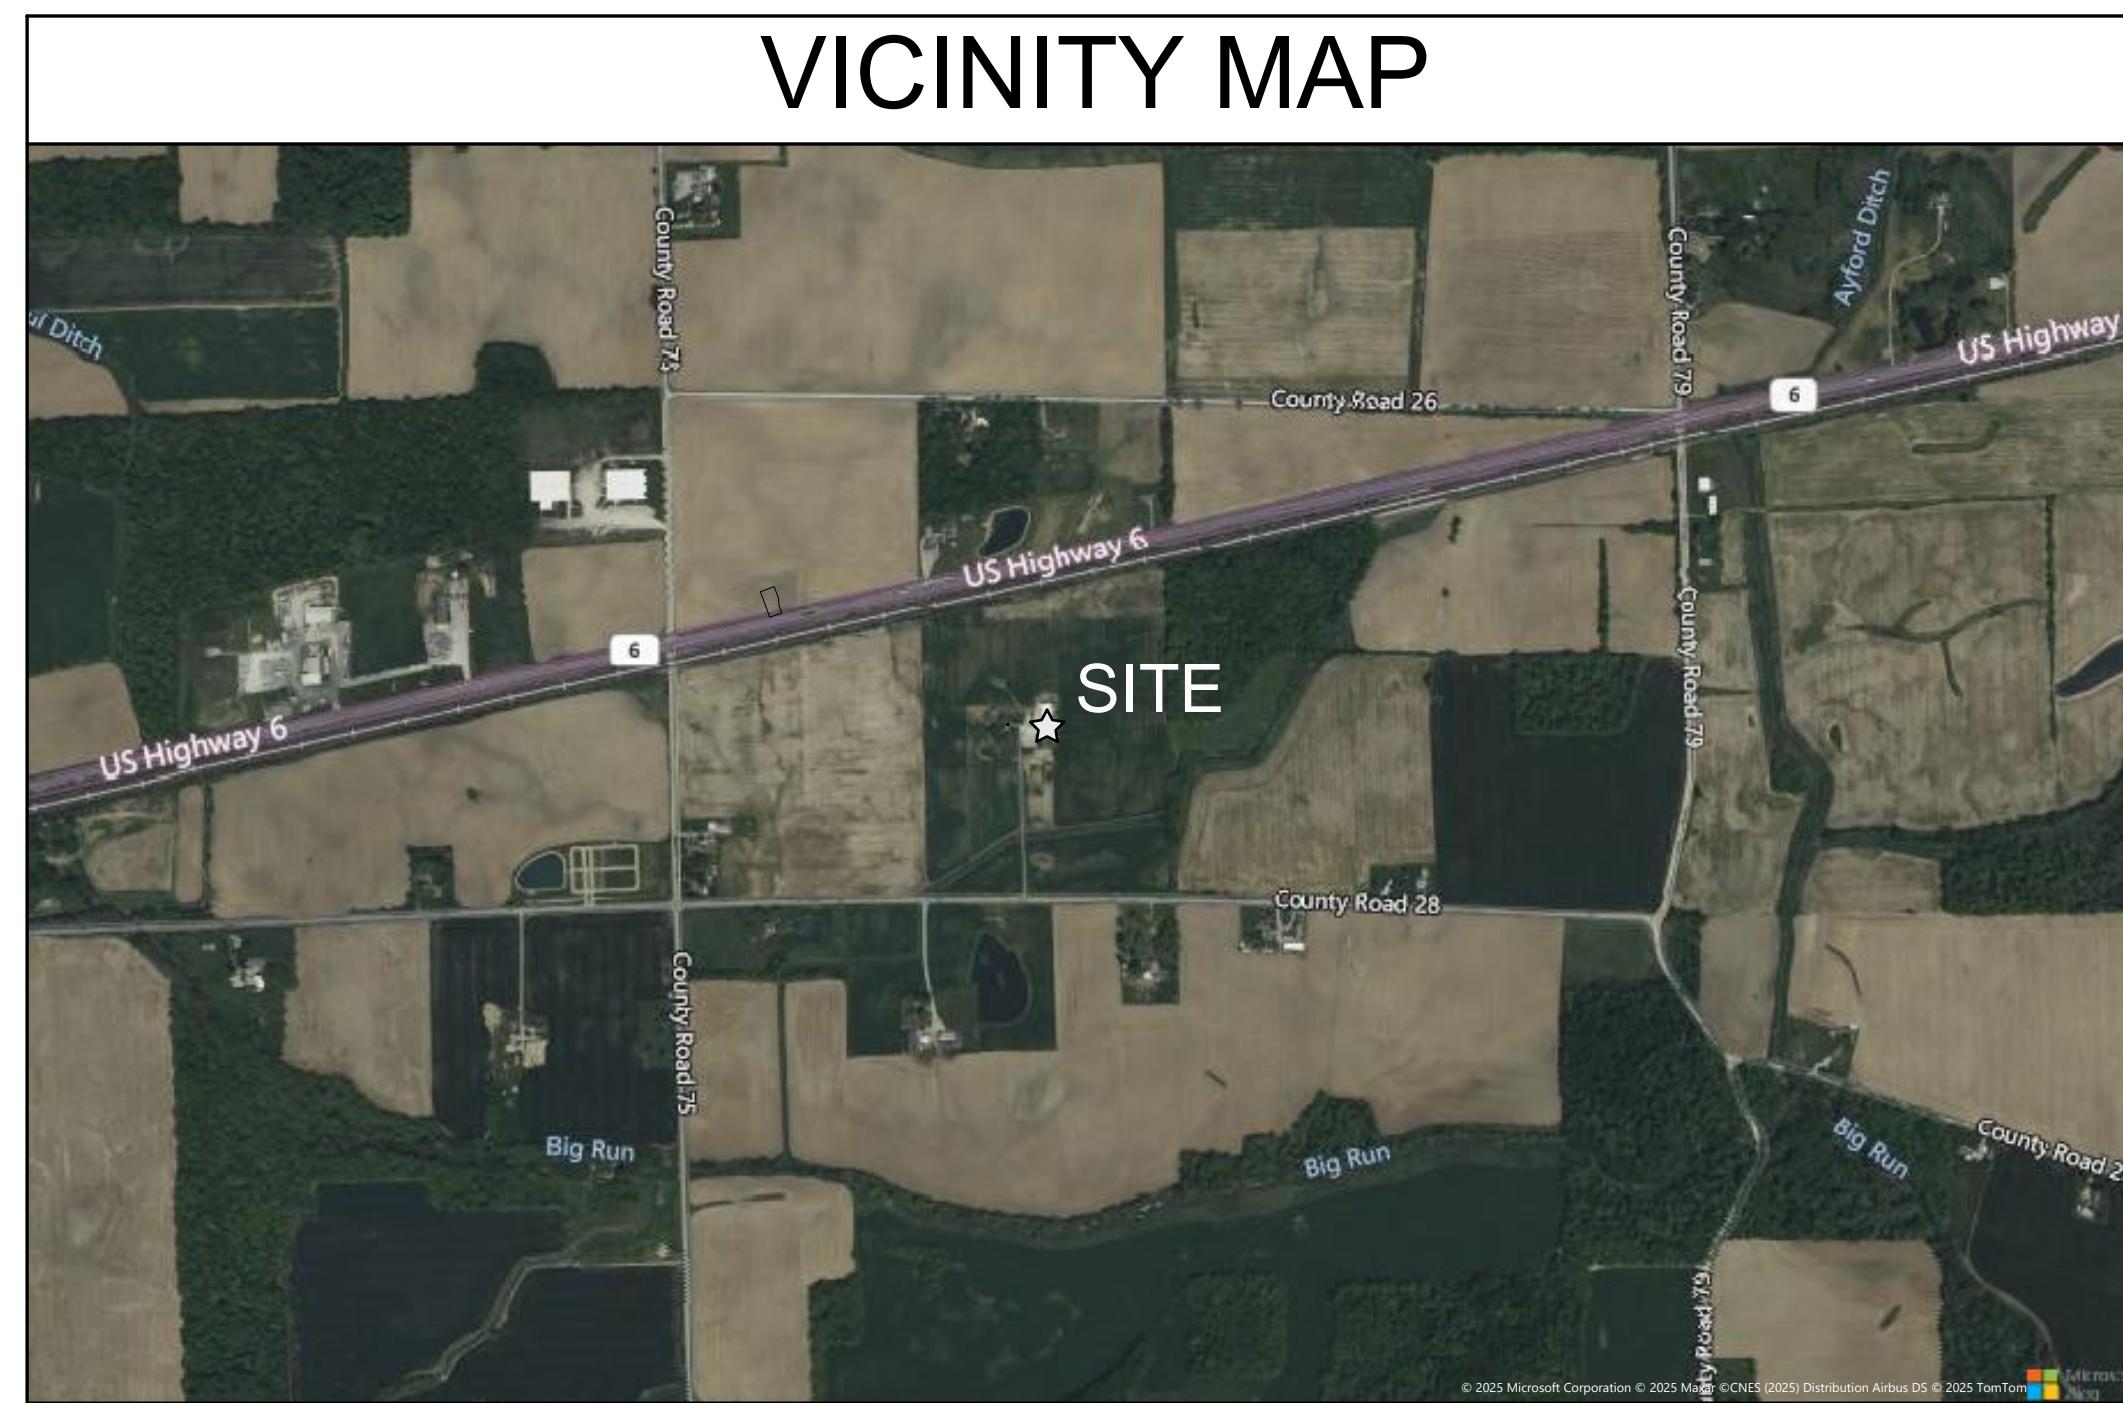 VICINITY MAP
Ayford Ditch
County Road 73
County Road 79
US Highway
Ditch
6
County Road 26
US Highway 6
County Road 79
6
SITE
US Highway 6
County Road 28
County Road 75
Big Run
Big Run
Big Run
County Road 2
Road 79
© 2025 Microsoft Corporation © 2025 Maxar ©CNES (2025) Distribution Airbus DS © 2025 TomTom